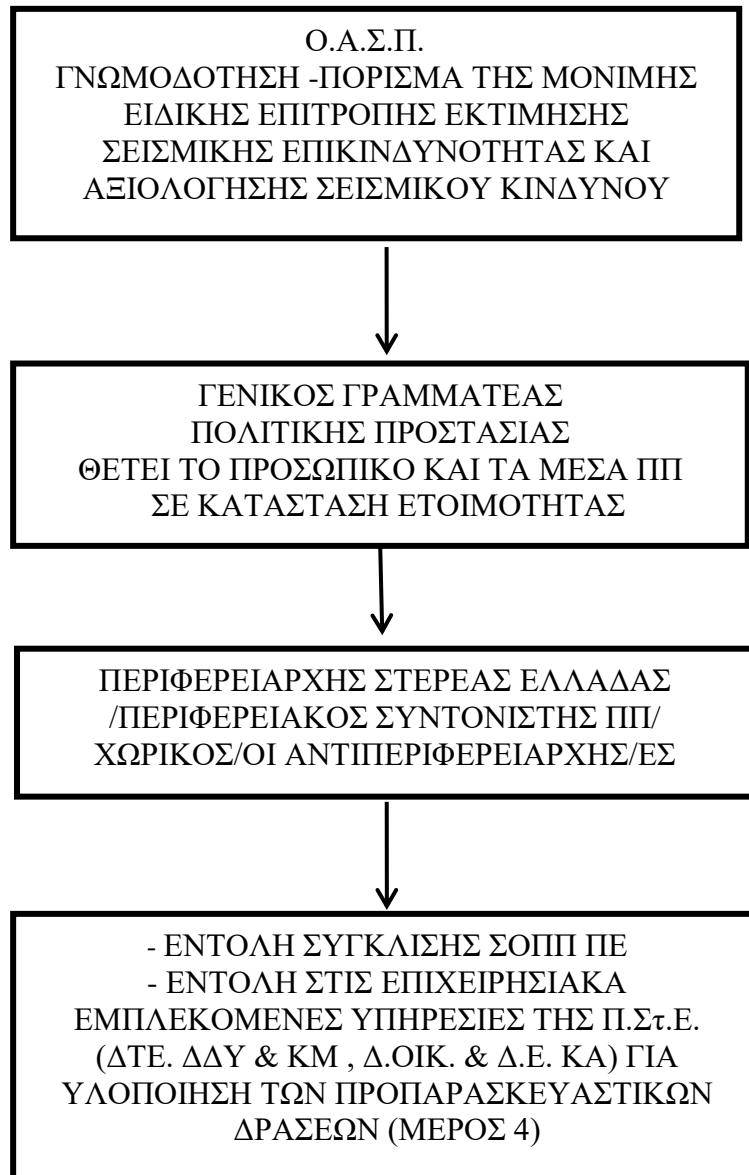 Ο.Α.Σ.Π.
ΓΝΩΜΟΔΟΤΗΣΗ -ΠΟΡΙΣΜΑ ΤΗΣ ΜΟΝΙΜΗΣ
ΕΙΔΙΚΗΣ ΕΠΙΤΡΟΠΗΣ ΕΚΤΙΜΗΣΗΣ
ΣΕΙΣΜΙΚΗΣ ΕΠΙΚΙΝΔΥΝΟΤΗΤΑΣ ΚΑΙ
ΑΞΙΟΛΟΓΗΣΗΣ ΣΕΙΣΜΙΚΟΥ ΚΙΝΔΥΝΟΥ
ΓΕΝΙΚΟΣ ΓΡΑΜΜΑΤΕΑΣ
ΠΟΛΙΤΙΚΗΣ ΠΡΟΣΤΑΣΙΑΣ
ΘΕΤΕΙ ΤΟ ΠΡΟΣΩΠΙΚΟ ΚΑΙ ΤΑ ΜΕΣΑ ΠΠ
ΣΕ ΚΑΤΑΣΤΑΣΗ ΕΤΟΙΜΟΤΗΤΑΣ
ΠΕΡΙΦΕΡΕΙΑΡΧΗΣ ΣΤΕΡΕΑΣ ΕΛΛΑΔΑΣ
/ΠΕΡΙΦΕΡΕΙΑΚΟΣ ΣΥΝΤΟΝΙΣΤΗΣ ΠΠ/
ΧΩΡΙΚΟΣ/ΟΙ ΑΝΤΙΠΕΡΙΦΕΡΕΙΑΡΧΗΣ/ΕΣ
- ΕΝΤΟΛΗ ΣΥΓΚΛΙΣΗΣ ΣΟΠΠ ΠΕ
- ΕΝΤΟΛΗ ΣΤΙΣ ΕΠΙΧΕΙΡΗΣΙΑΚΑ
ΕΜΠΛΕΚΟΜΕΝΕΣ ΥΠΗΡΕΣΙΕΣ ΤΗΣ Π.Στ.Ε.
(ΔΤΕ. ΔΔΥ & ΚΜ , Δ.ΟΙΚ. & Δ.Ε. ΚΑ) ΓΙΑ
ΥΛΟΠΟΙΗΣΗ ΤΩΝ ΠΡΟΠΑΡΑΣΚΕΥΑΣΤΙΚΩΝ
ΔΡΑΣΕΩΝ (ΜΕΡΟΣ 4)